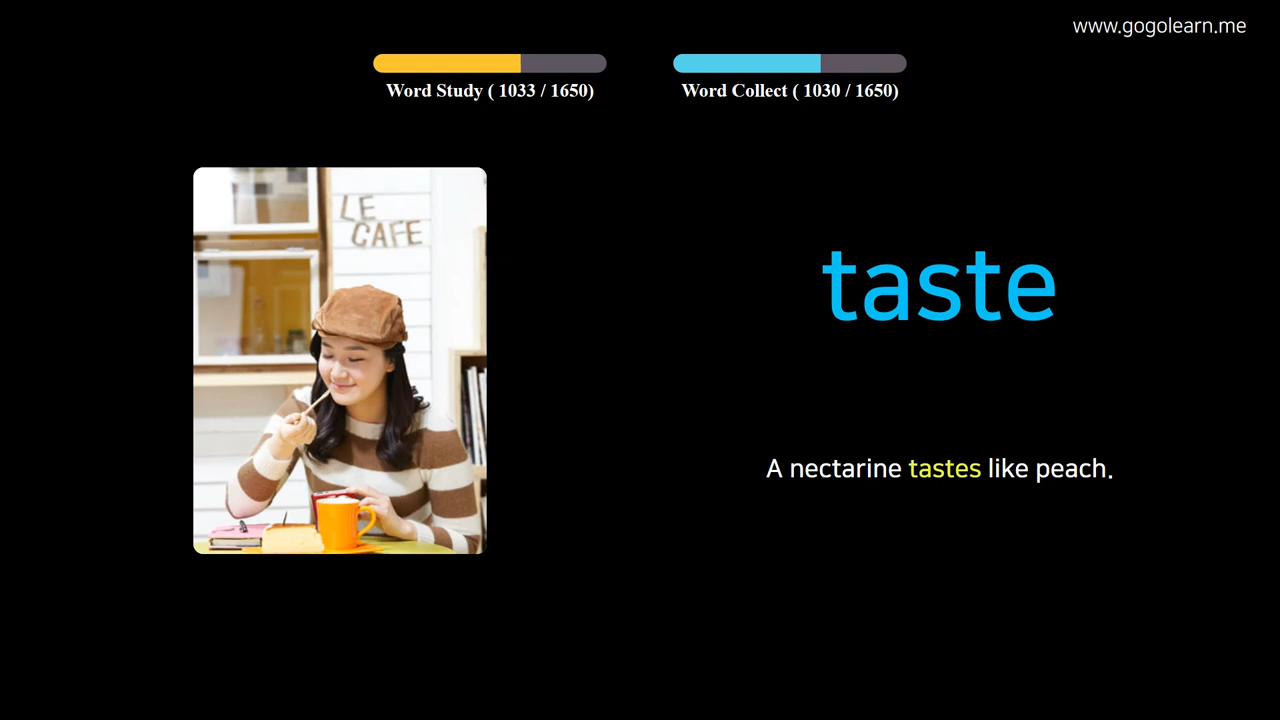 www.gogolearn.me
Word Study ( 1033 / 1650)
Word Collect ( 1030 / 1650)
LE
CAFE
taste
A nectarine tastes like peach.